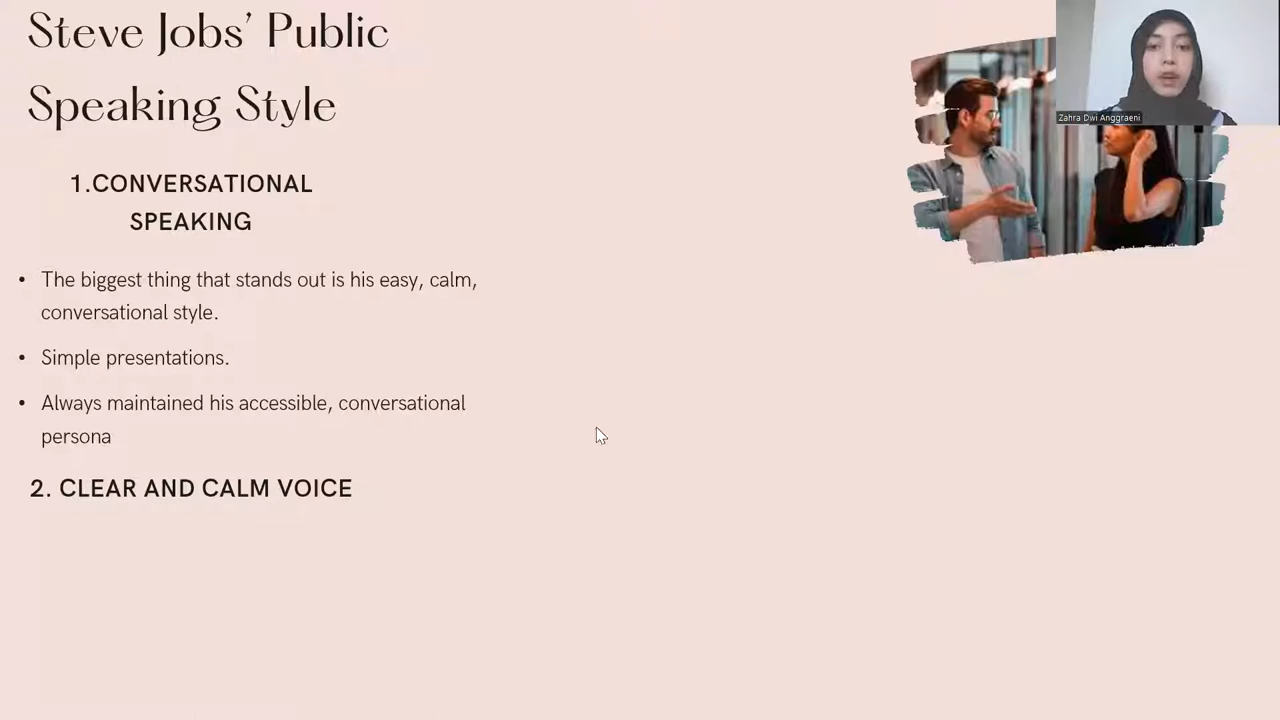 Steve Jobs' Public
Speaking Style
1.CONVERSATIONAL
SPEAKING
• The biggest thing that stands out is his easy, calm,
conversational style.
• Simple presentations.
• Always maintained his accessible, conversational
persona
2. CLEAR AND CALM VOICE
Zahra Dwi Anggraeni